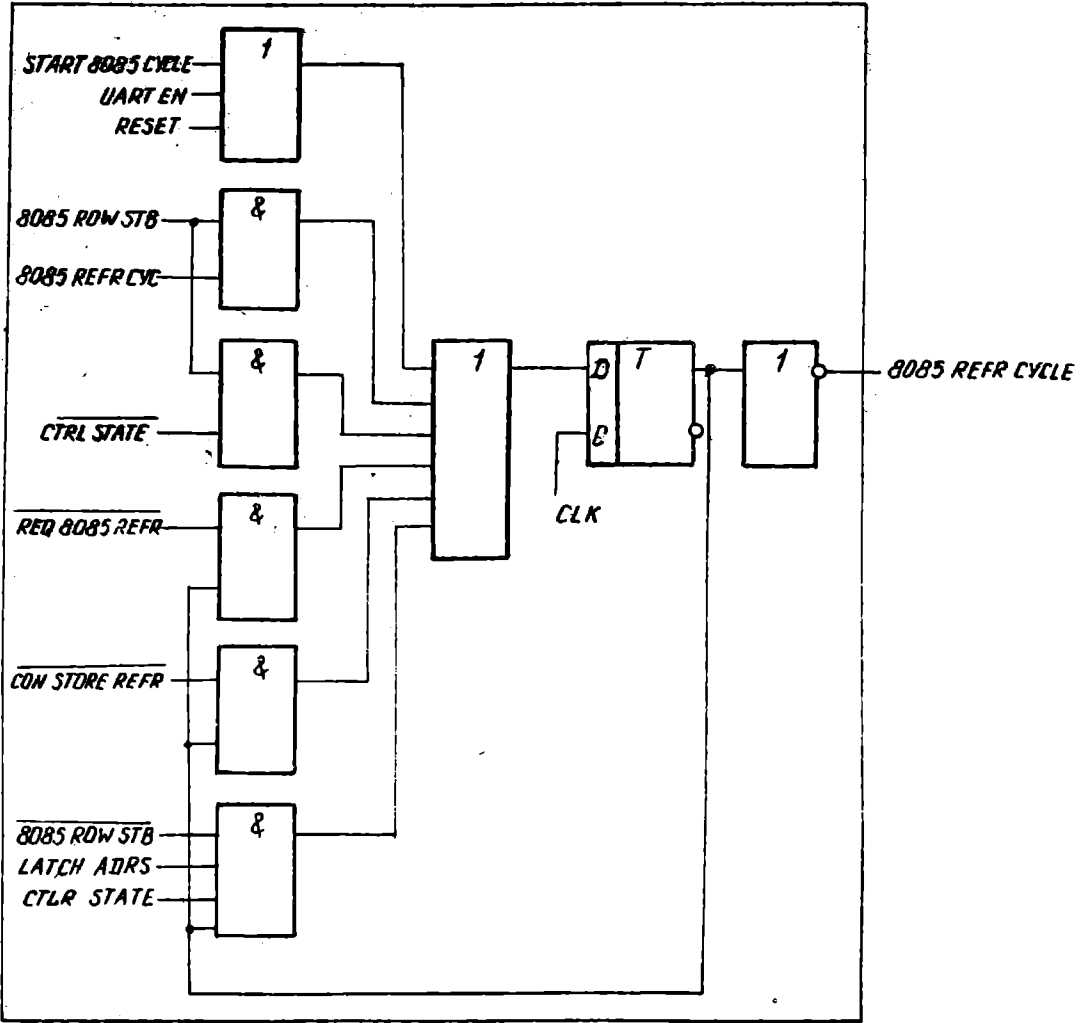 START 8085 CYCLE
UART EN
RESET
1
8085 ROW STB
8085 REFR CYC
&
&
CTRL STATE
REQ 8085 REFR
&
CON STORE REFR
&
8085 ROW STB
LATCH ADRS
CTLR STATE
&
1
D
T
C
CLK
1
8085 REFR CYCLE